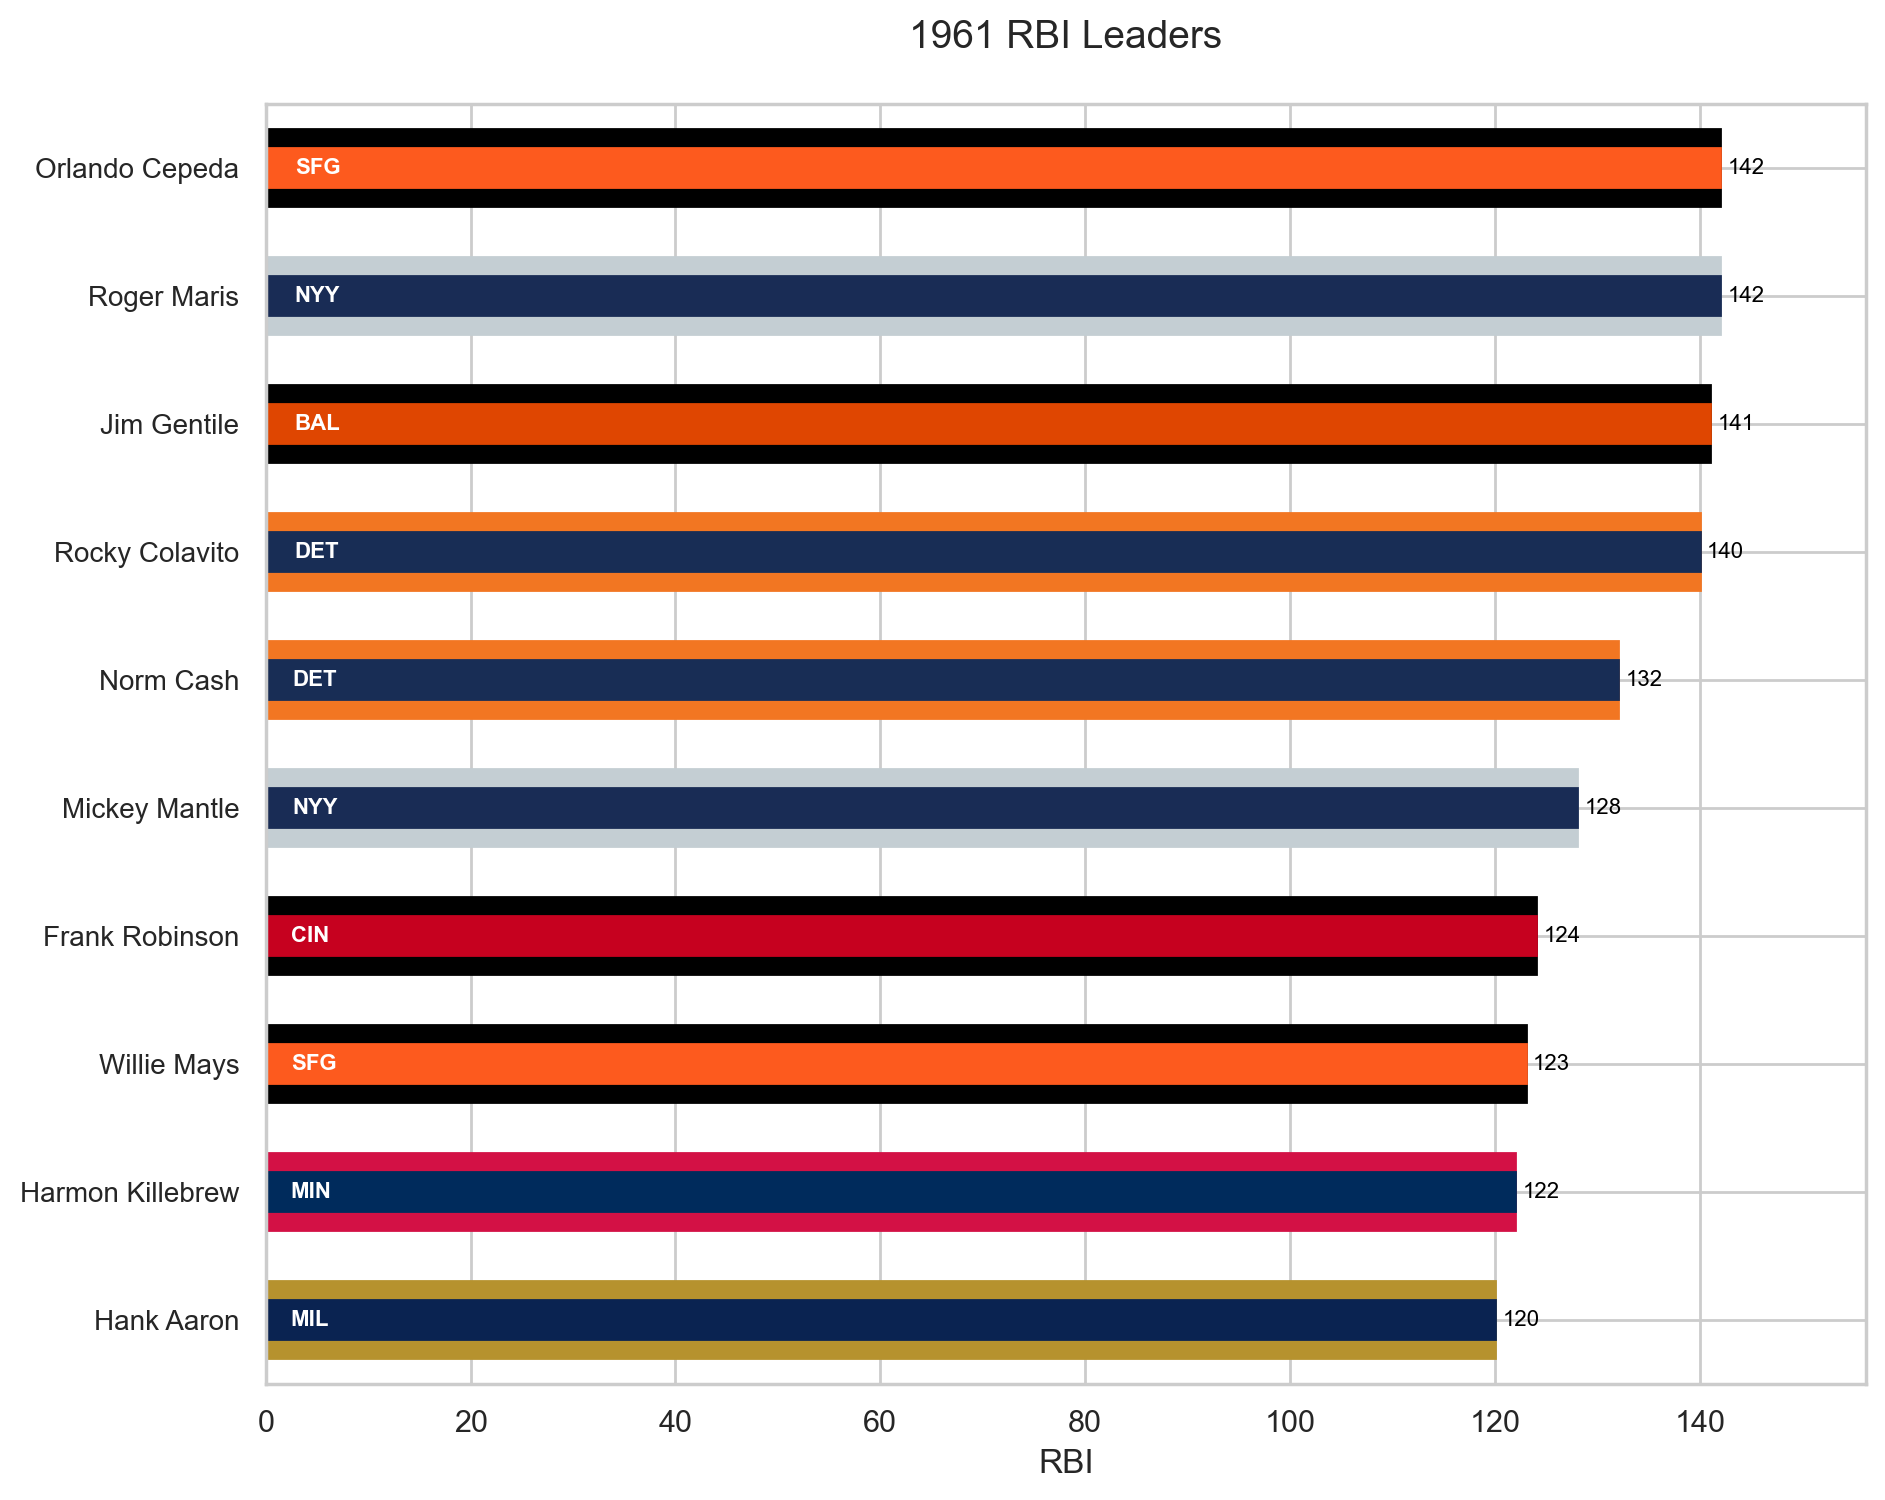 1961 RBI Leaders
Orlando Cepeda SFG 142
Roger Maris NYY 142
Jim Gentile BAL 141
Rocky Colavito DET 140
Norm Cash DET 132
Mickey Mantle NYY 128
Frank Robinson CIN 124
Willie Mays SFG 123
Harmon Killebrew MIN 122
Hank Aaron MIL 120
0 20 40 60 80 100 120 140
RBI